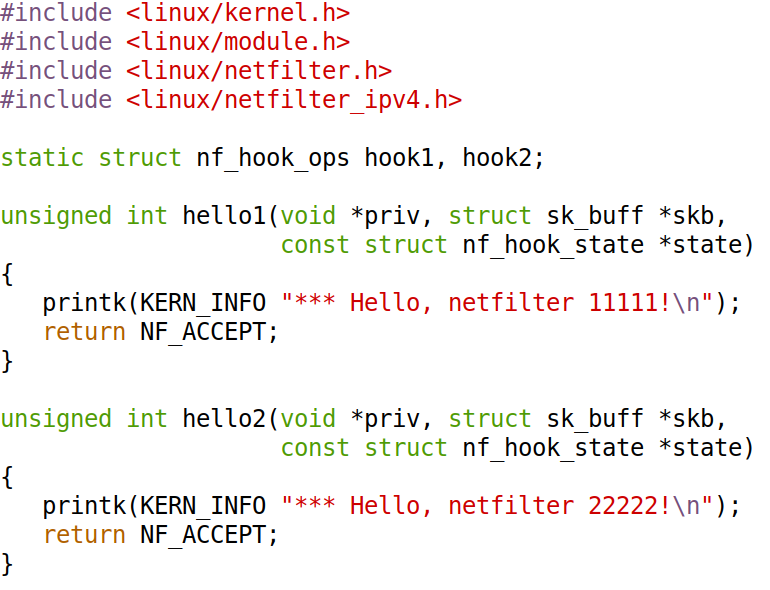 #include <linux/kernel.h>
#include <linux/module.h>
#include <linux/netfilter.h>
#include <linux/netfilter_ipv4.h>

static struct nf_hook_ops hook1, hook2;

unsigned int hello1(void *priv, struct sk_buff *skb,
                    const struct nf_hook_state *state)
{
   printk(KERN_INFO "*** Hello, netfilter 11111!\n");
   return NF_ACCEPT;
}

unsigned int hello2(void *priv, struct sk_buff *skb,
                    const struct nf_hook_state *state)
{
   printk(KERN_INFO "*** Hello, netfilter 22222!\n");
   return NF_ACCEPT;
}